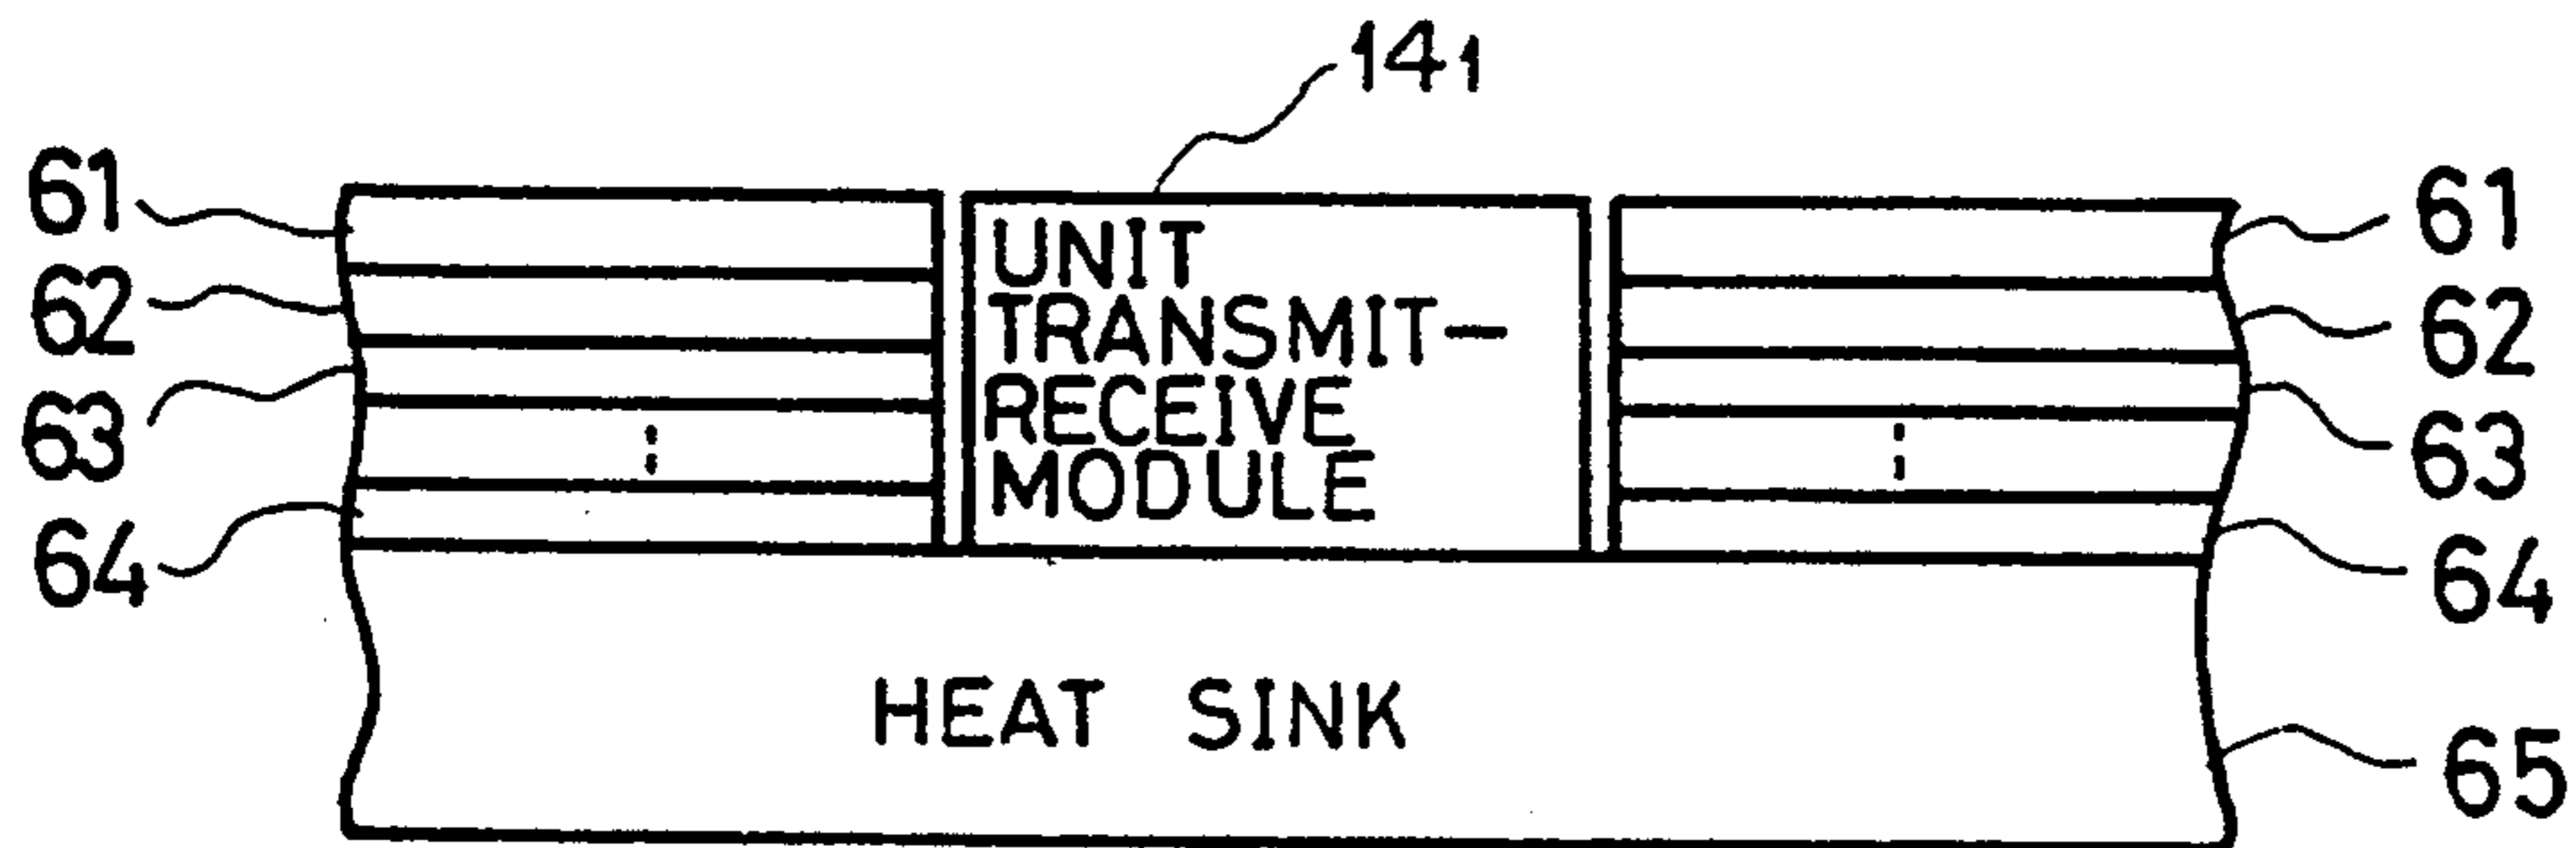 14₁
61
61
UNIT
TRANSMIT-
RECEIVE
MODULE
62
62
63
63
64
64
HEAT SINK
65